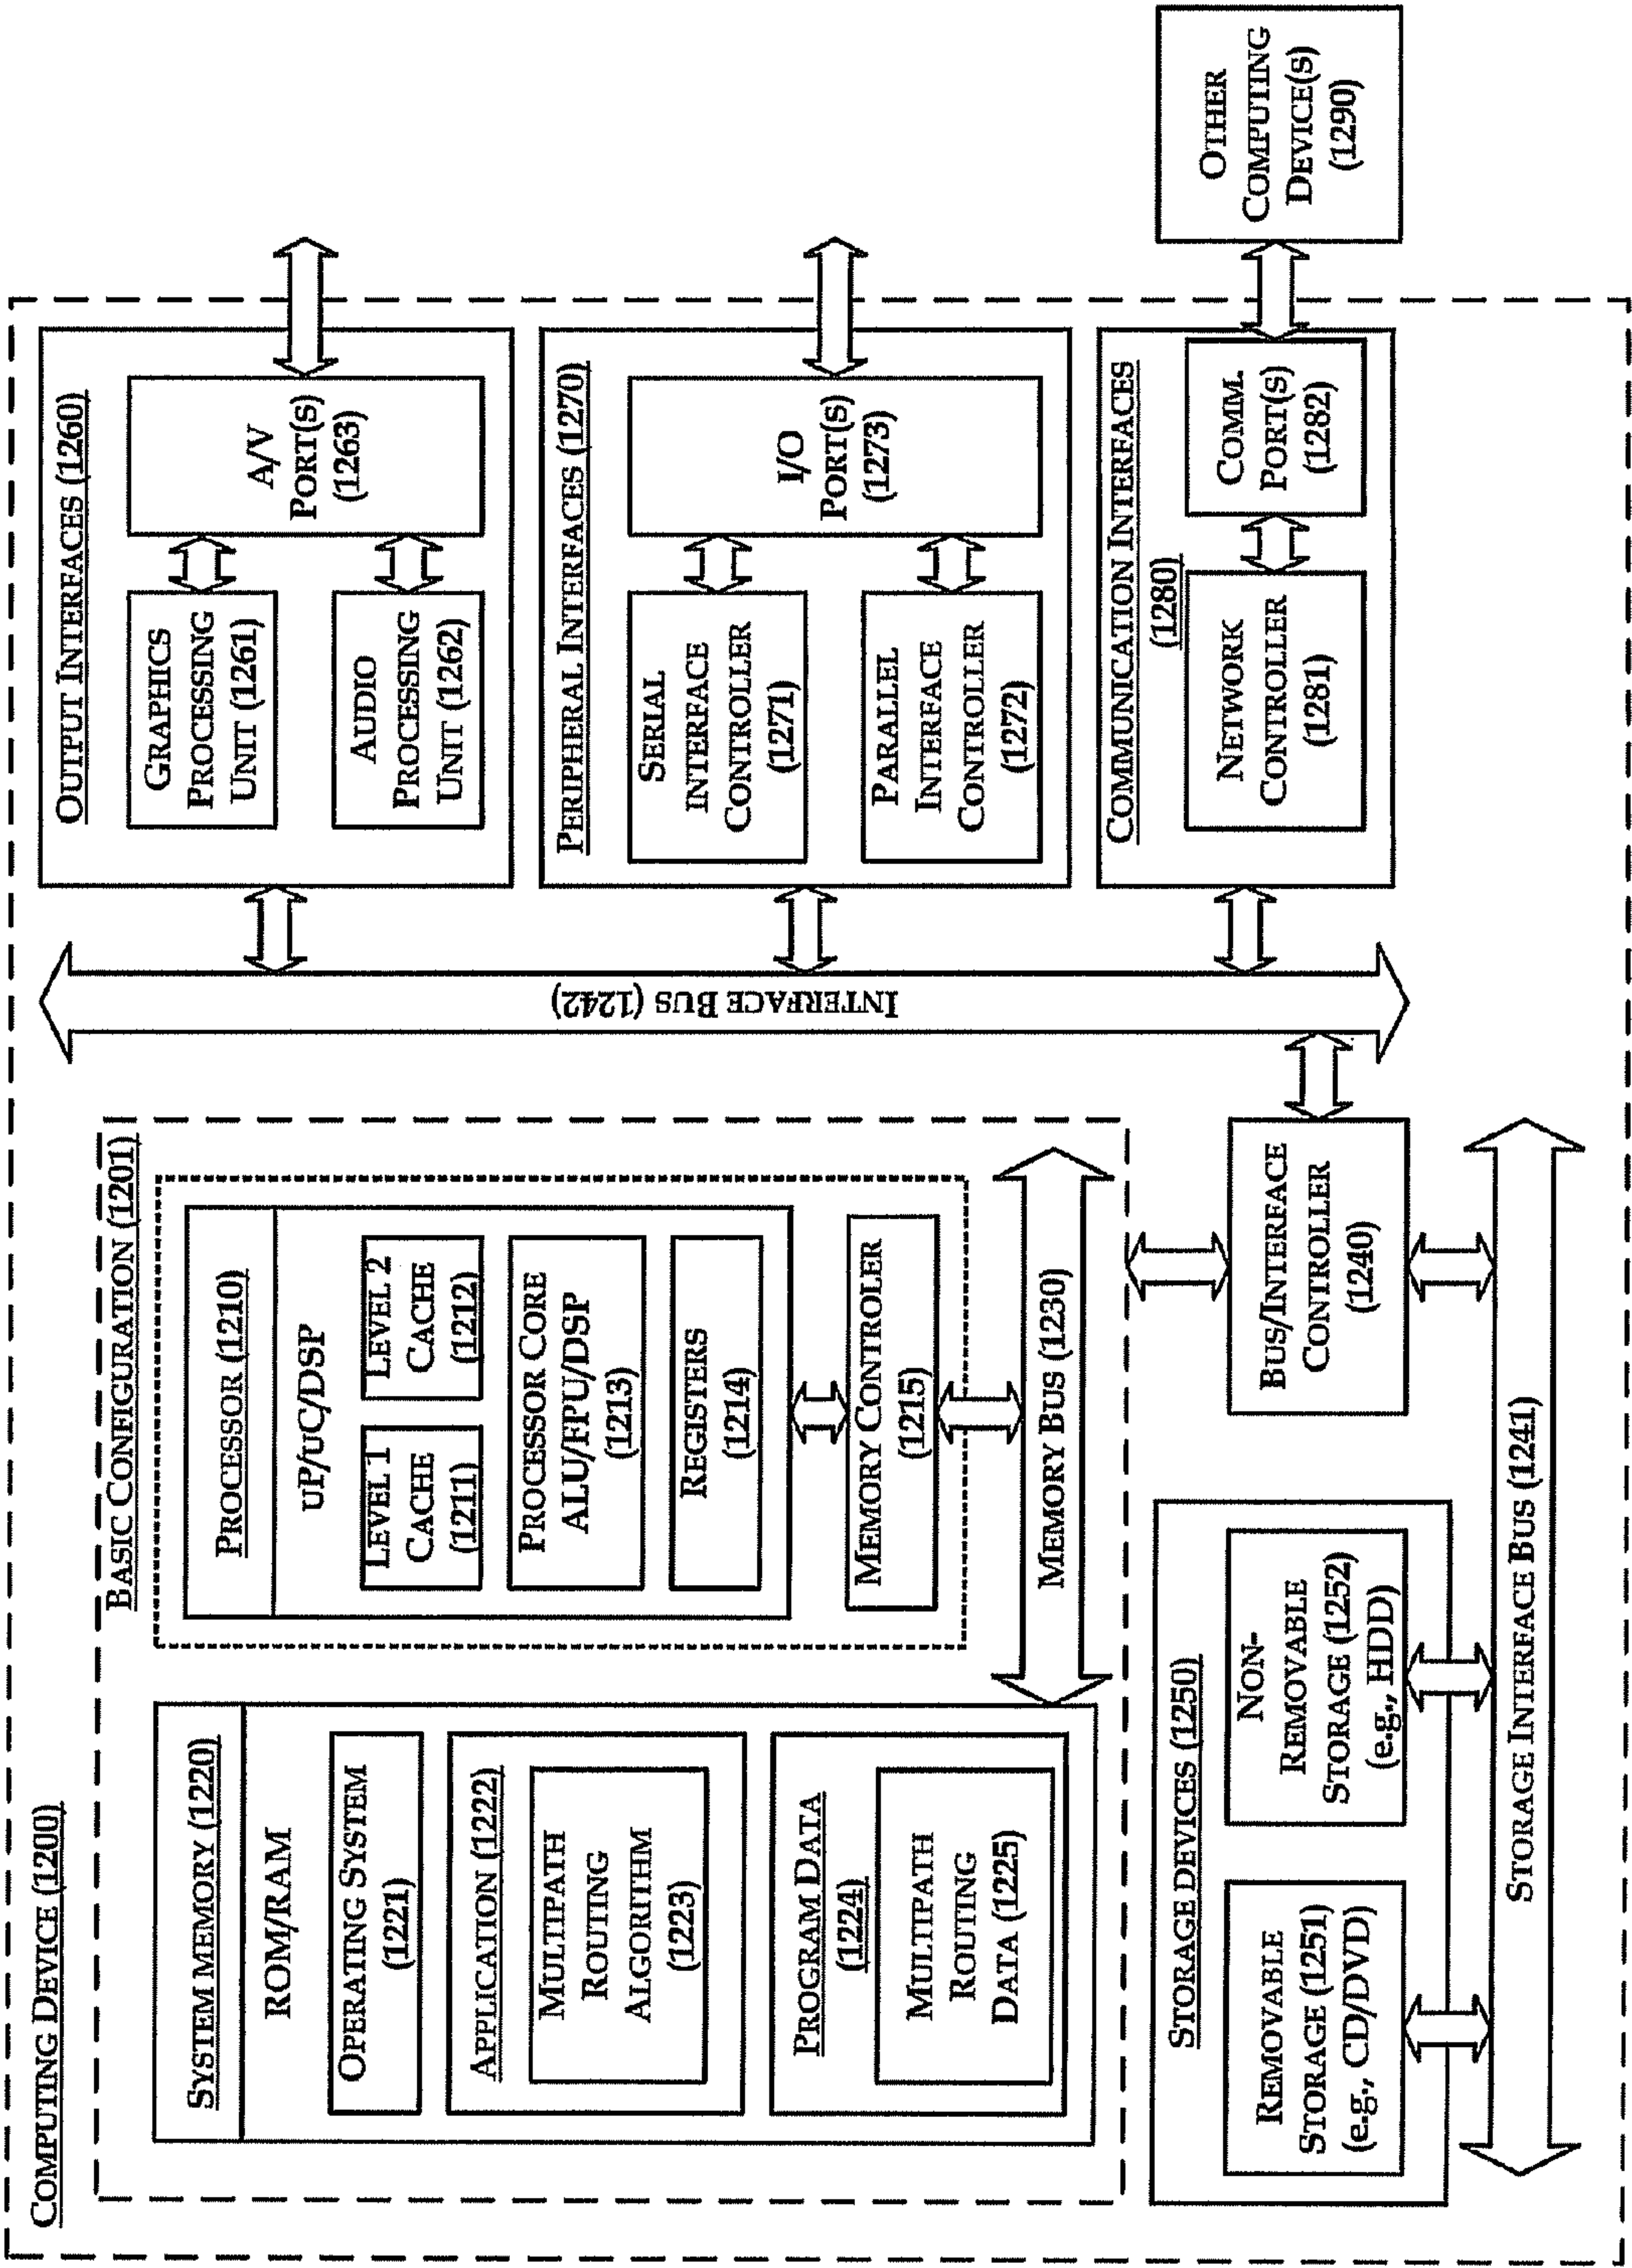 COMPUTING DEVICE (1200)
BASIC CONFIGURATION (1201)
SYSTEM MEMORY (1220)
ROM/RAM
OPERATING SYSTEM
(1221)
APPLICATION (1222)
MULTIPATH
ROUTING
ALGORITHM
(1223)
PROGRAM DATA
(1224)
MULTIPATH
ROUTING
DATA (1225)
PROCESSOR (1210)
uP/uC/DSP
LEVEL 1
CACHE
(1211)
LEVEL 2
CACHE
(1212)
PROCESSOR CORE
ALU/FPU/DSP
(1213)
REGISTERS
(1214)
MEMORY CONTROLLER
(1215)
MEMORY BUS (1230)
BUS/INTERFACE
CONTROLLER
(1240)
STORAGE DEVICES (1250)
REMOVABLE
STORAGE (1251)
(e.g., CD/DVD)
NON-
REMOVABLE
STORAGE (1252)
(e.g., HDD)
STORAGE INTERFACE BUS (1241)
INTERFACE BUS (1242)
OUTPUT INTERFACES (1260)
GRAPHICS
PROCESSING
UNIT (1261)
AUDIO
PROCESSING
UNIT (1262)
A/V
PORT(S)
(1263)
PERIPHERAL INTERFACES (1270)
SERIAL
INTERFACE
CONTROLLER
(1271)
PARALLEL
INTERFACE
CONTROLLER
(1272)
I/O
PORT(S)
(1273)
COMMUNICATION INTERFACES
(1280)
NETWORK
CONTROLLER
(1281)
COMM.
PORT(S)
(1282)
OTHER
COMPUTING
DEVICE(S)
(1290)